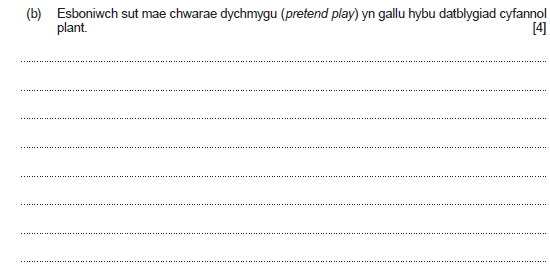 (b) Esboniwch sut mae chwarae dychmygu (pretend play) yn gallu hybu datblygiad cyfannol
plant. [4]